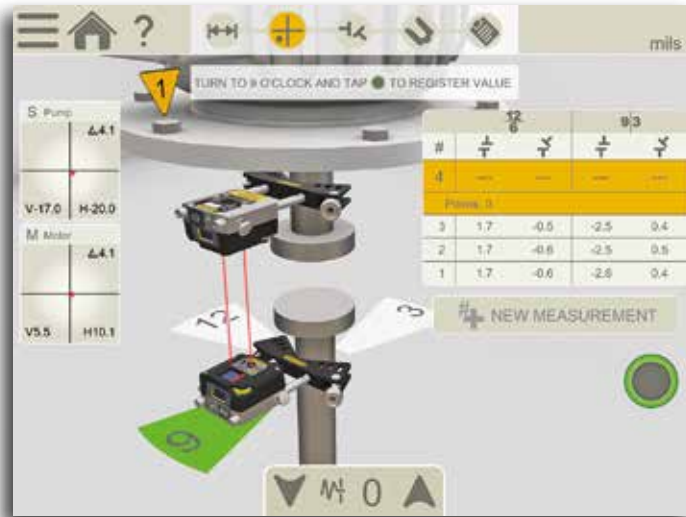 ?
mils
TURN TO 9 O'CLOCK AND TAP TO REGISTER VALUE
1
S Pump
4.1
V-17.0 H-20.0
M Motor
4.1
V5.5 H10.1
12
6
9 3
#
4 --- --- --- ---
Points: 0
3 1.7 -0.5 -2.5 0.4
2 1.7 -0.6 -2.5 0.5
1 1.7 -0.6 -2.6 0.4
NEW MEASUREMENT
12
3
9
0